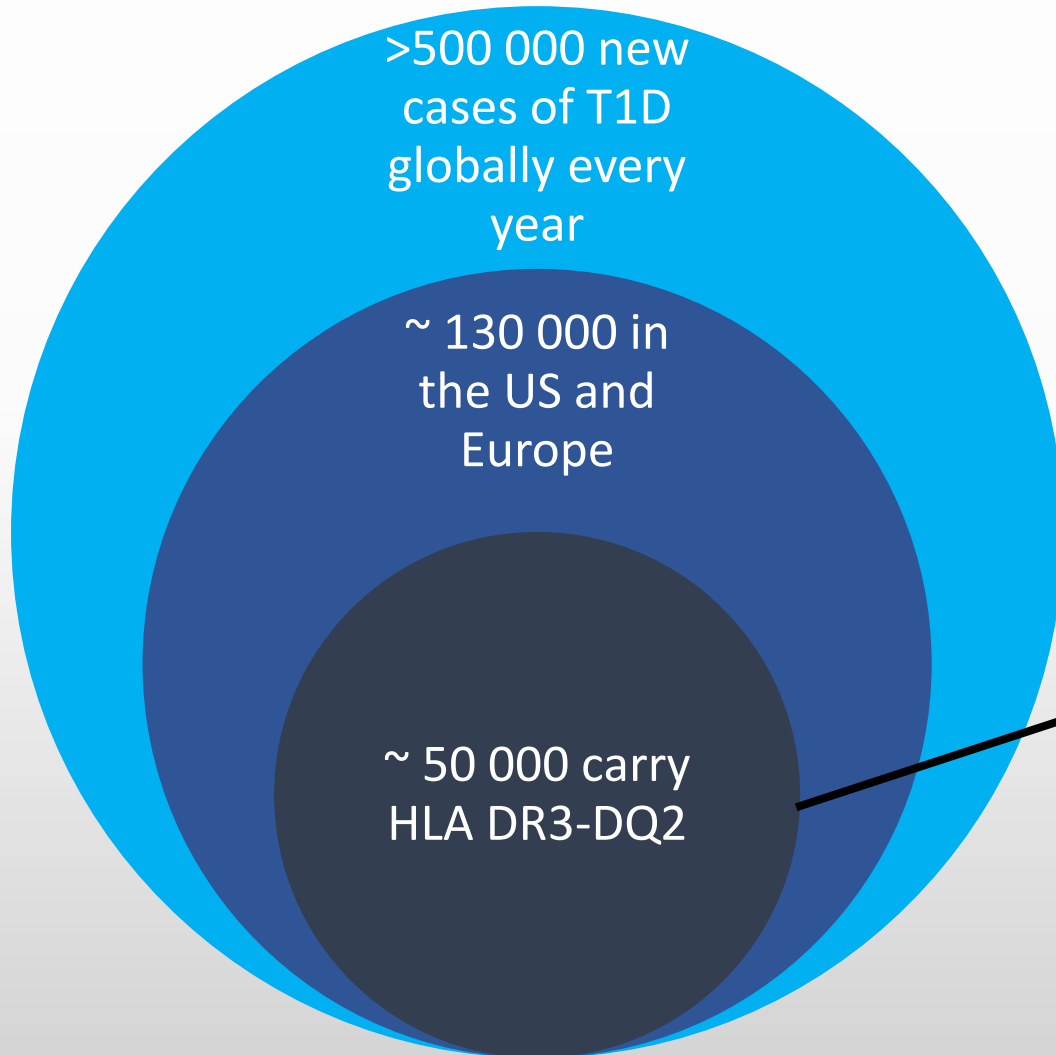 >500 000 new
cases of T1D
globally every
year
~ 130 000 in
the US and
Europe
~ 50 000 carry
HLA DR3-DQ2